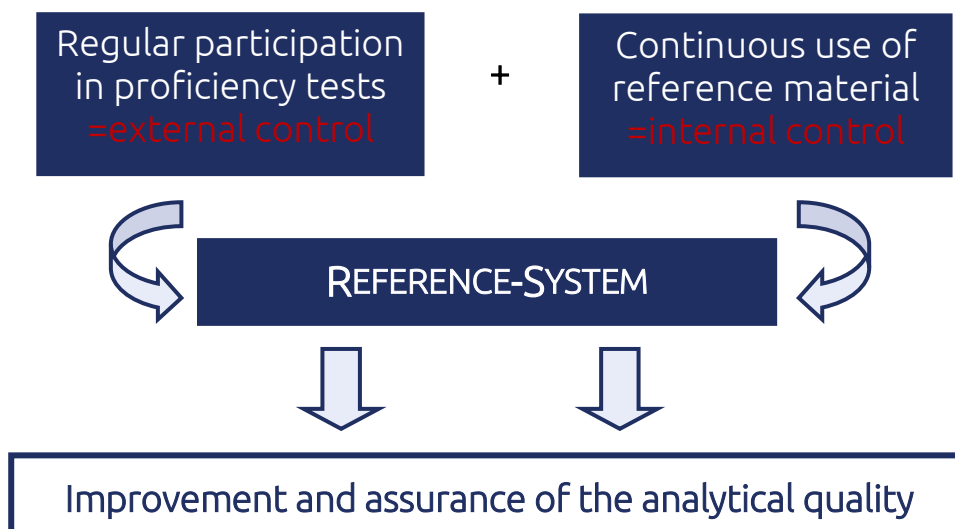 Regular participation
in proficiency tests
=external control
+
Continuous use of
reference material
=internal control
REFERENCE-SYSTEM
Improvement and assurance of the analytical quality